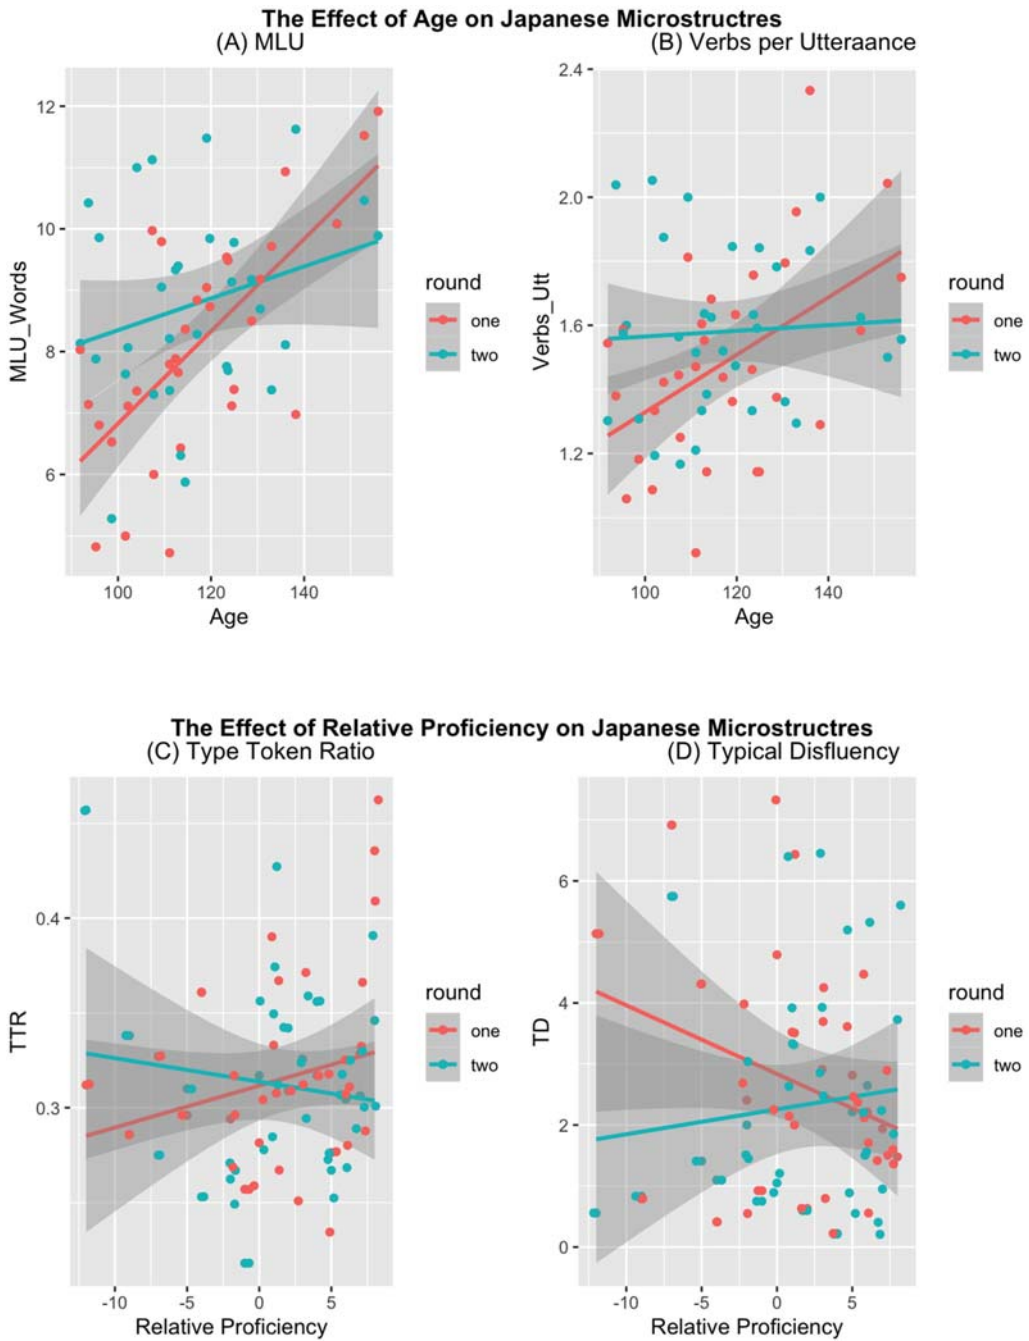 The Effect of Age on Japanese Microstructres
(A) MLU
(B) Verbs per Utteraance
12
10
8
6
MLU_Words
100 120 140
Age
round
one
two
2.4
2.0
1.6
1.2
Verbs_Utt
100 120 140
Age
round
one
two
The Effect of Relative Proficiency on Japanese Microstructres
(C) Type Token Ratio
(D) Typical Disfluency
0.4
0.3
TTR
-10 -5 0 5
Relative Proficiency
round
one
two
6
4
2
0
TD
-10 -5 0 5
Relative Proficiency
round
one
two